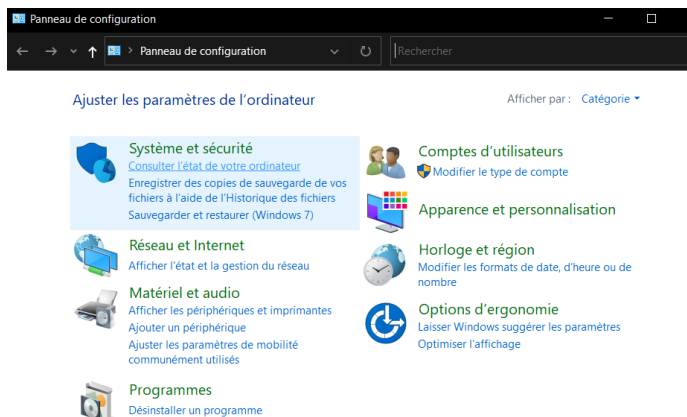 Panneau de configuration
Panneau de configuration
Rechercher
Ajuster les paramètres de l'ordinateur
Afficher par : Catégorie
Système et sécurité
Consulter l'état de votre ordinateur
Enregistrer des copies de sauvegarde de vos
fichiers à l'aide de l'Historique des fichiers
Sauvegarder et restaurer (Windows 7)
Réseau et Internet
Afficher l'état et la gestion du réseau
Matériel et audio
Afficher les périphériques et imprimantes
Ajouter un périphérique
Ajuster les paramètres de mobilité
communément utilisés
Programmes
Désinstaller un programme
Comptes d'utilisateurs
Modifier le type de compte
Apparence et personnalisation
Horloge et région
Modifier les formats de date, d'heure ou de
nombre
Options d'ergonomie
Laisser Windows suggérer les paramètres
Optimiser l'affichage